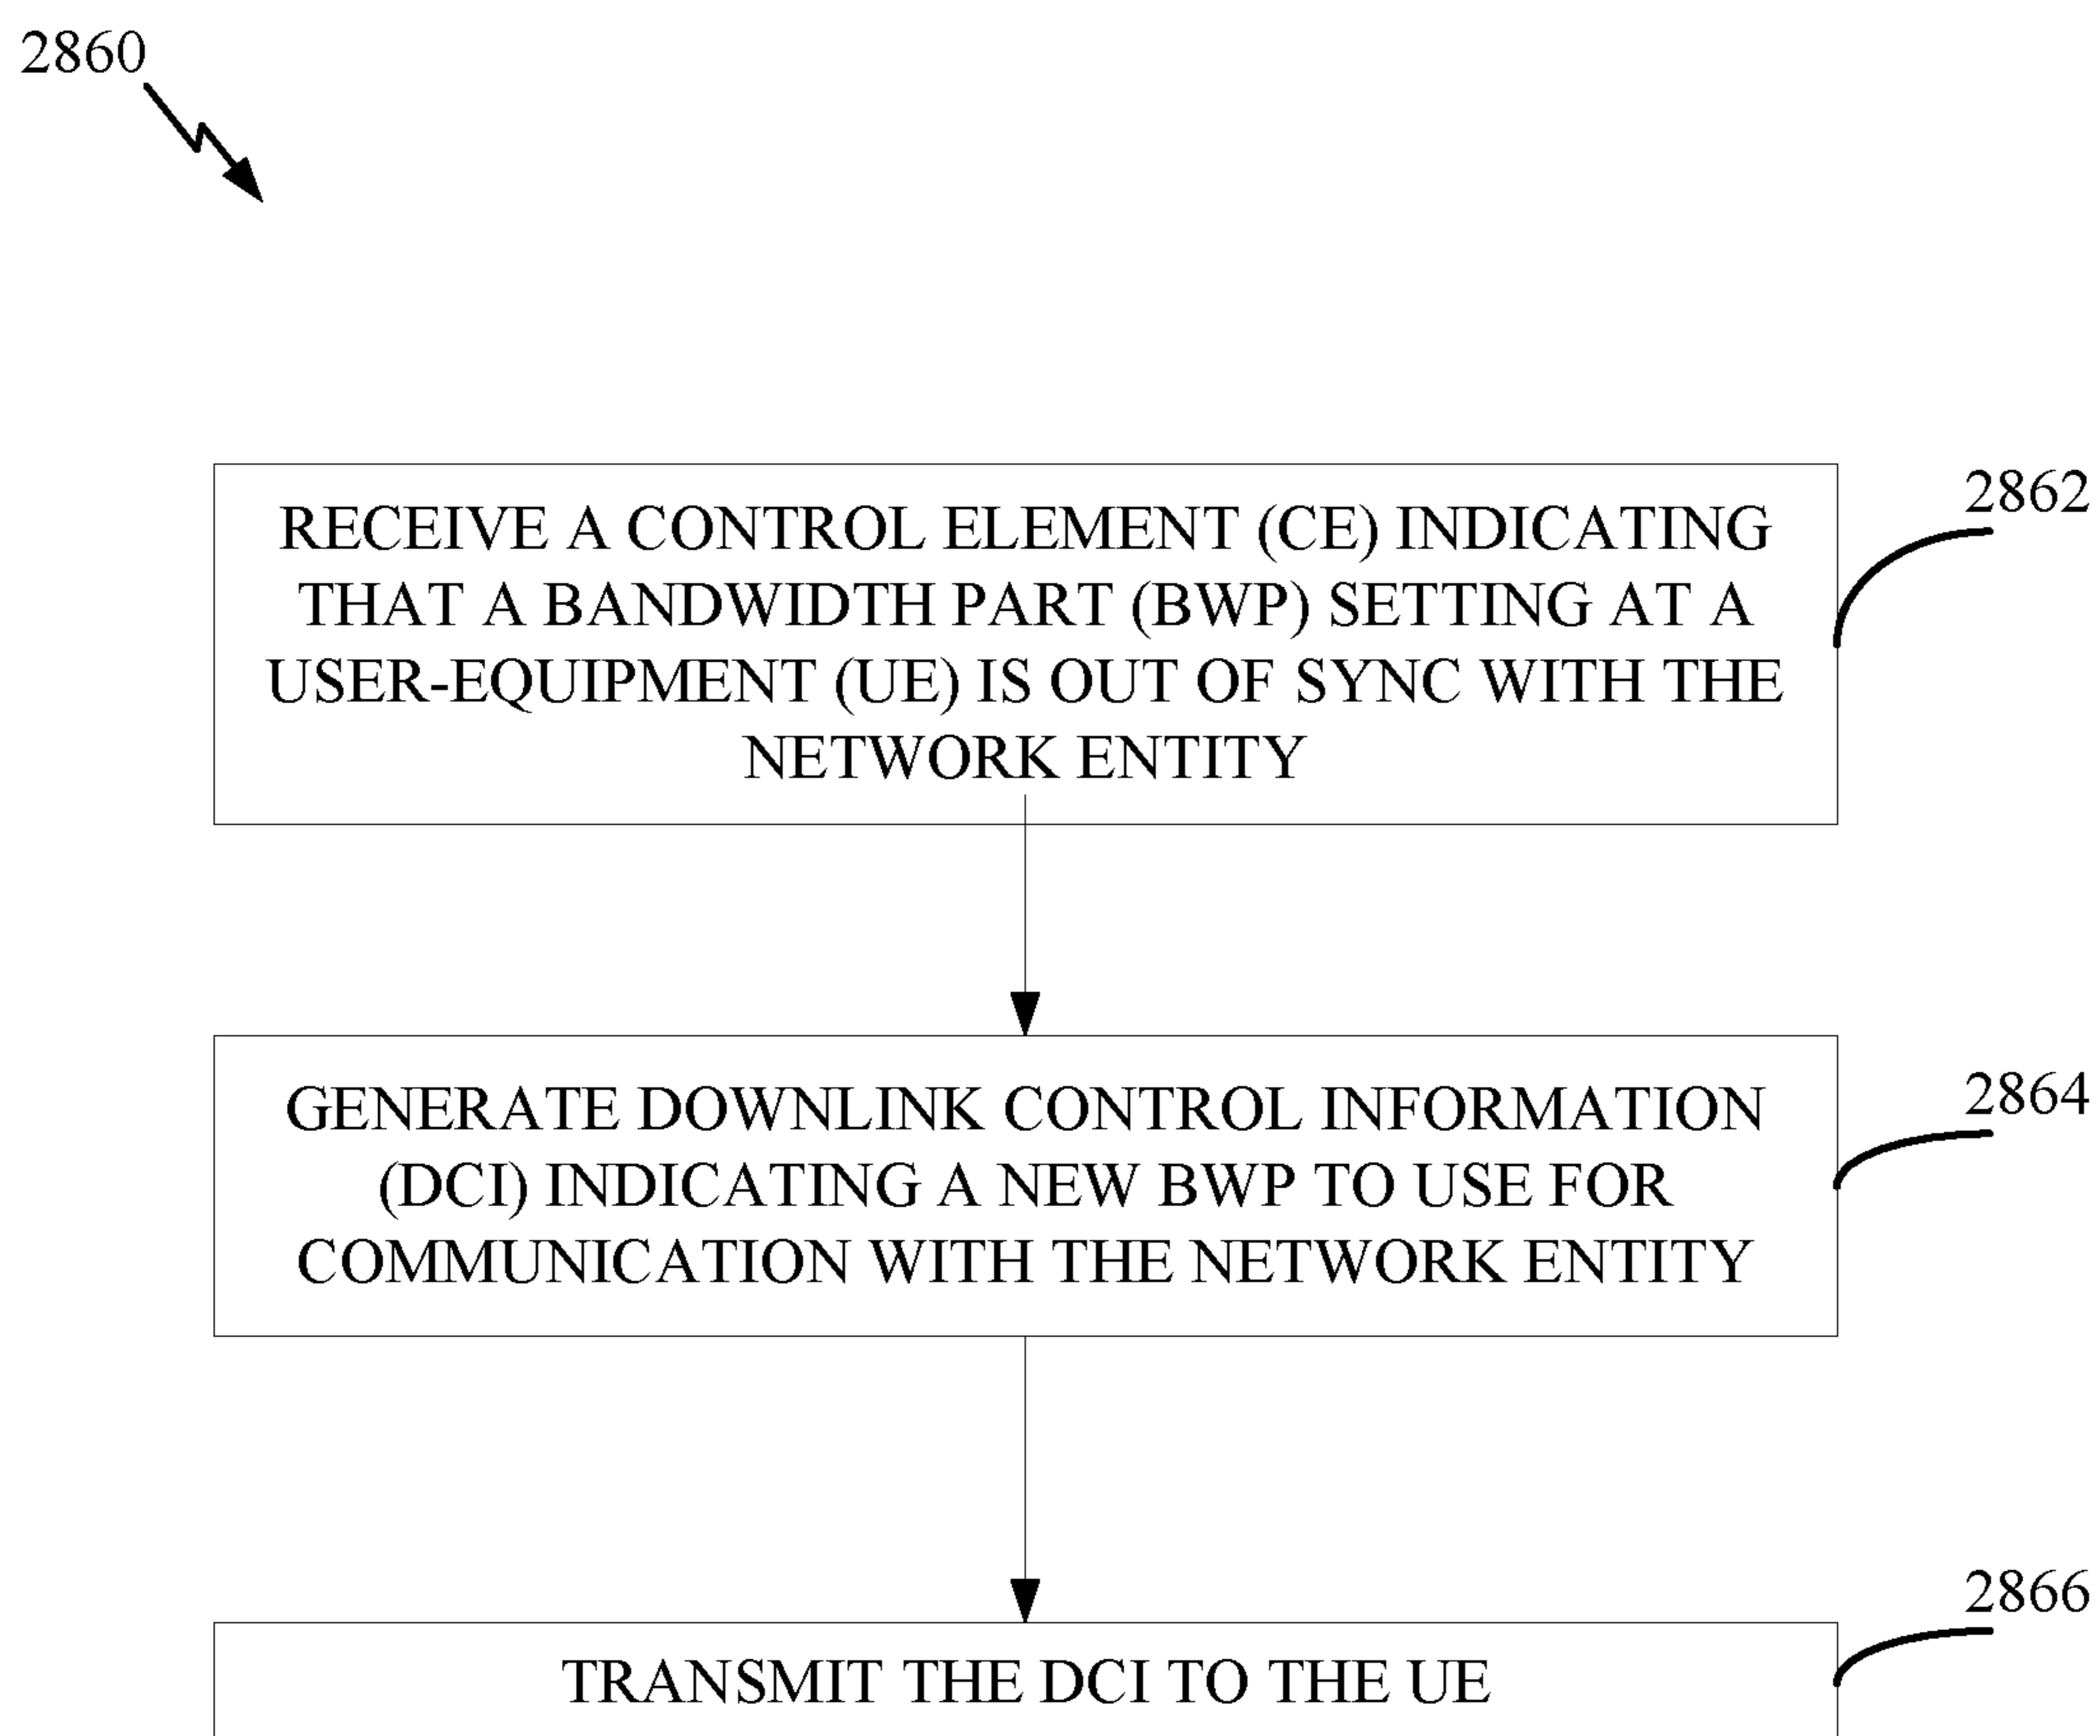 2860
RECEIVE A CONTROL ELEMENT (CE) INDICATING
THAT A BANDWIDTH PART (BWP) SETTING AT A
USER-EQUIPMENT (UE) IS OUT OF SYNC WITH THE
NETWORK ENTITY
2862
GENERATE DOWNLINK CONTROL INFORMATION
(DCI) INDICATING A NEW BWP TO USE FOR
COMMUNICATION WITH THE NETWORK ENTITY
2864
TRANSMIT THE DCI TO THE UE
2866